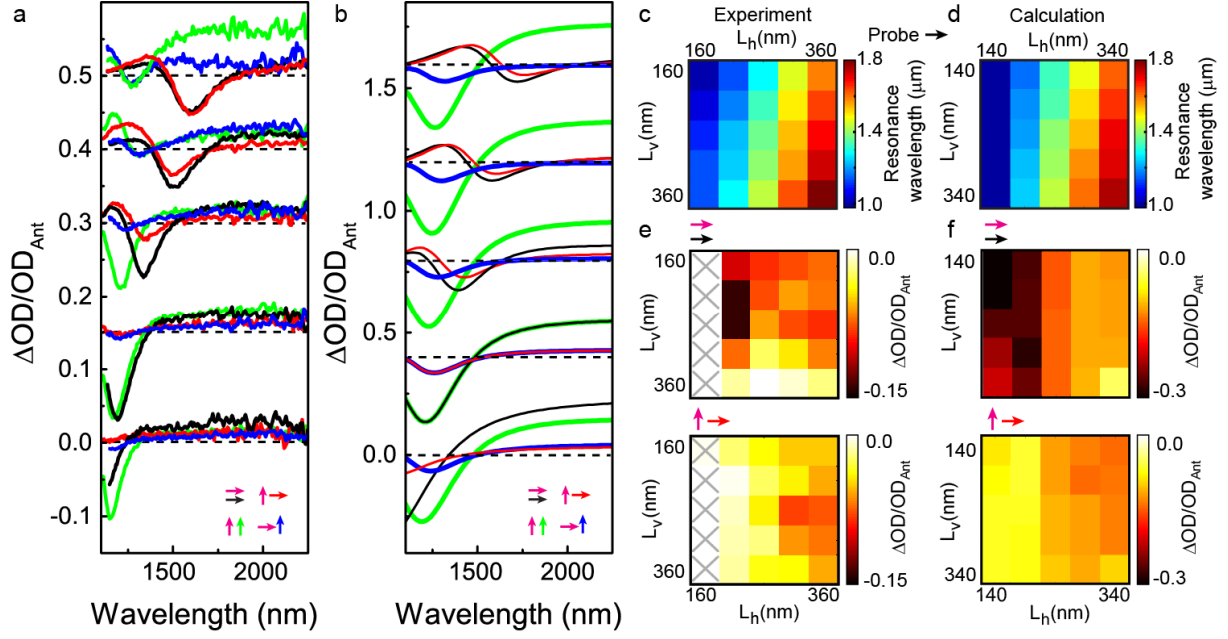 a
ΔOD/OD_Ant
0.5
0.4
0.3
0.2
0.1
0.0
-0.1
1500
2000
Wavelength (nm)
b
ΔOD/OD_Ant
1.5
1.0
0.5
0.0
1500
2000
Wavelength (nm)
c
Experiment
Probe →
L_h(nm)
160
360
160
L_v(nm)
360
1.8
1.4
1.0
Resonance
wavelength (μm)
d
Calculation
L_h(nm)
140
340
140
L_v(nm)
340
1.8
1.4
1.0
Resonance
wavelength (μm)
e
160
L_v(nm)
360
0.0
-0.15
ΔOD/OD_Ant
f
140
L_v(nm)
340
0.0
-0.3
ΔOD/OD_Ant
160
L_v(nm)
360
160
360
L_h(nm)
0.0
-0.15
ΔOD/OD_Ant
140
L_v(nm)
340
140
340
L_h(nm)
0.0
-0.3
ΔOD/OD_Ant